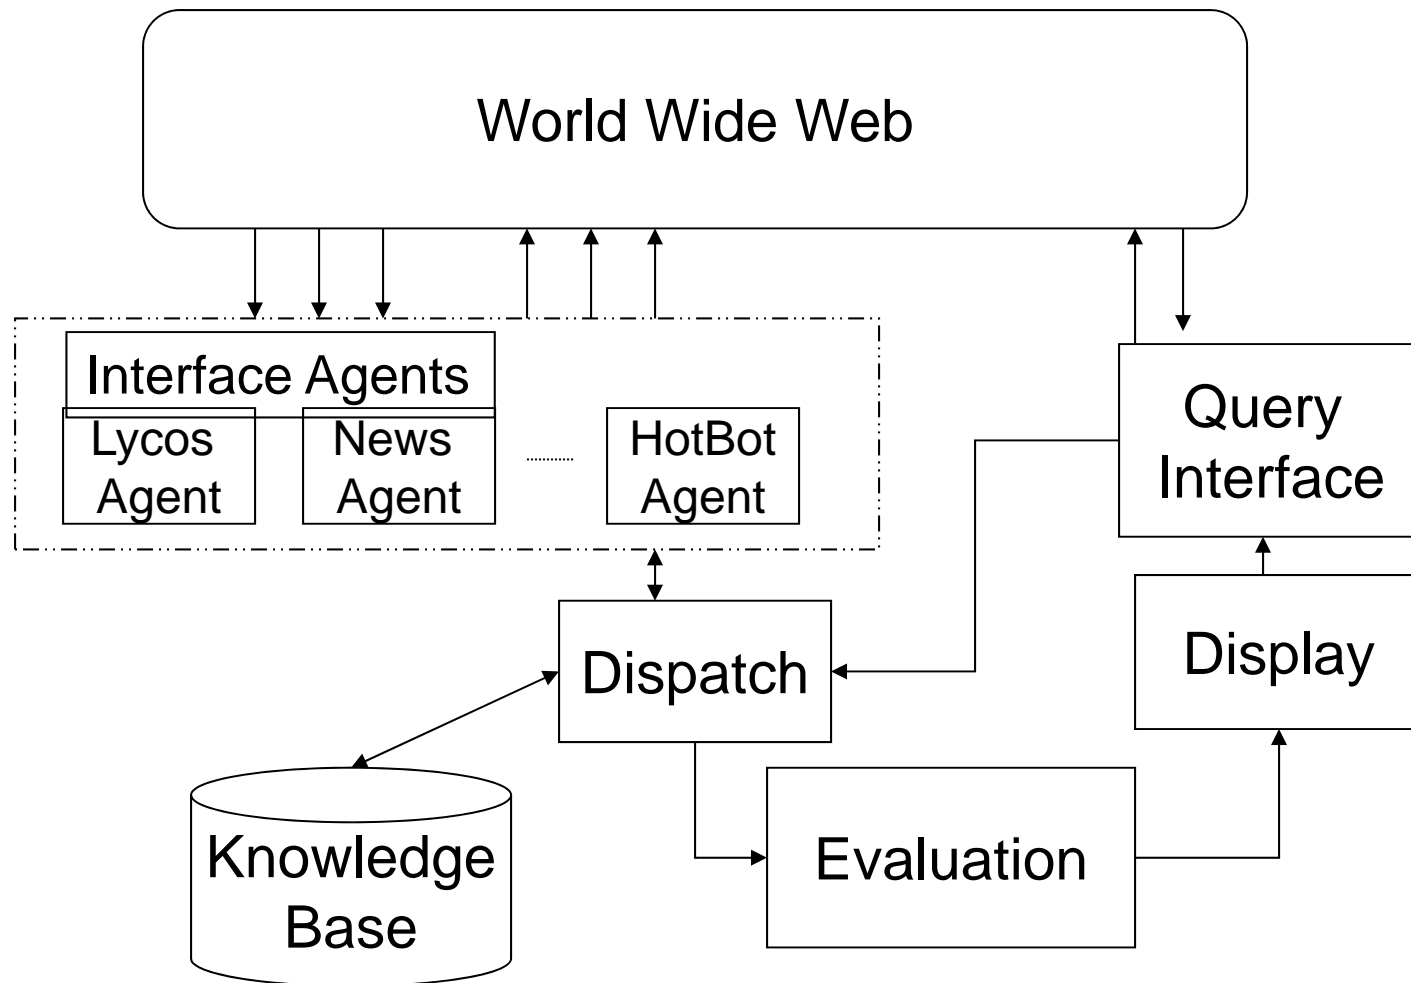 World Wide Web
Interface Agents
Lycos
Agent
News
Agent
..........
HotBot
Agent
Query
Interface
Dispatch
Display
Knowledge
Base
Evaluation